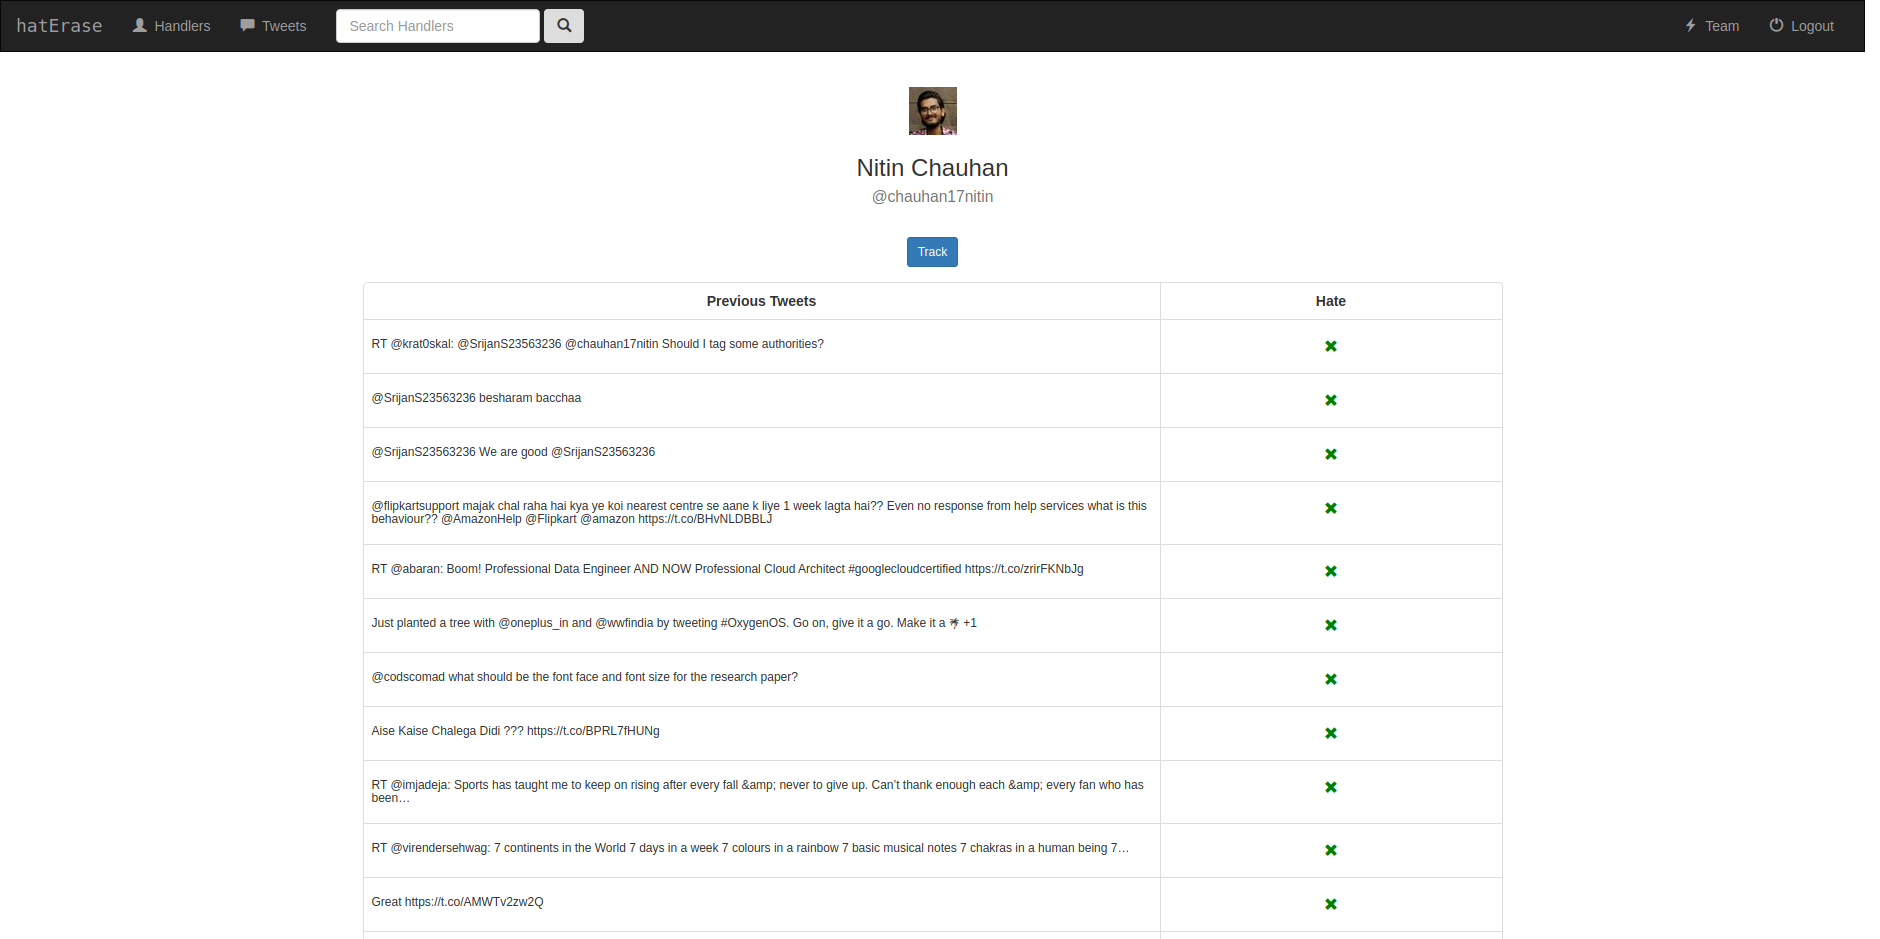 hatErase Handlers Tweets Search Handlers Team Logout
Nitin Chauhan
@chauhan17nitin
Track
Previous Tweets Hate
RT @krat0skal: @SrijanS23563236 @chauhan17nitin Should I tag some authorities?
@SrijanS23563236 besharam bacchaa
@SrijanS23563236 We are good @SrijanS23563236
@flipkartsupport majak chal raha hai kya ye koi nearest centre se aane k liye 1 week lagta hai?? Even no response from help services what is this
behaviour?? @AmazonHelp @Flipkart @amazon https://t.co/BHvNLDBBLJ
RT @abaran: Boom! Professional Data Engineer AND NOW Professional Cloud Architect #googlecloudcertified https://t.co/zrirFKNbJg
Just planted a tree with @oneplus_in and @wwfindia by tweeting #OxygenOS. Go on, give it a go. Make it a 🌴 +1
@codscomad what should be the font face and font size for the research paper?
Aise Kaise Chalega Didi ??? https://t.co/BPRL7fHUNg
RT @imjadeja: Sports has taught me to keep on rising after every fall &amp; never to give up. Can’t thank enough each &amp; every fan who has
been…
RT @virendersehwag: 7 continents in the World 7 days in a week 7 colours in a rainbow 7 basic musical notes 7 chakras in a human being 7…
Great https://t.co/AMWTv2zw2Q